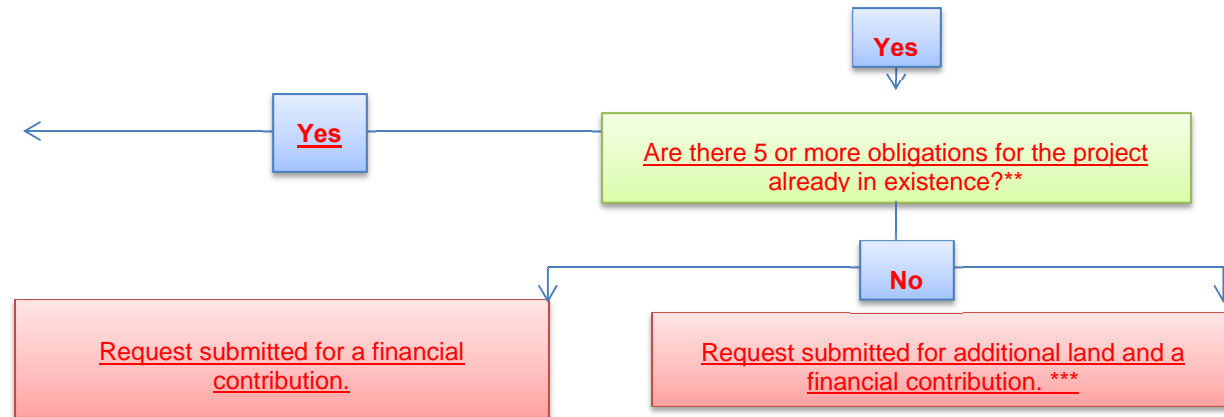 Yes
Yes
Are there 5 or more obligations for the project
already in existence?**
No
Request submitted for a financial
contribution.
Request submitted for additional land and a
financial contribution. ***